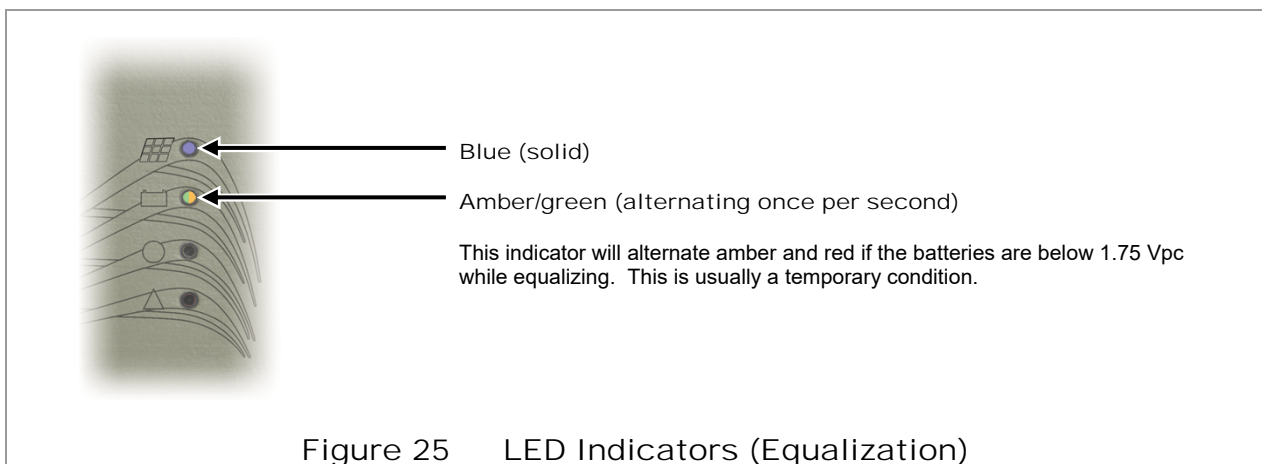 Blue (solid)
Amber/green (alternating once per second)
This indicator will alternate amber and red if the batteries are below 1.75 Vpc
while equalizing. This is usually a temporary condition.
Figure 25 LED Indicators (Equalization)